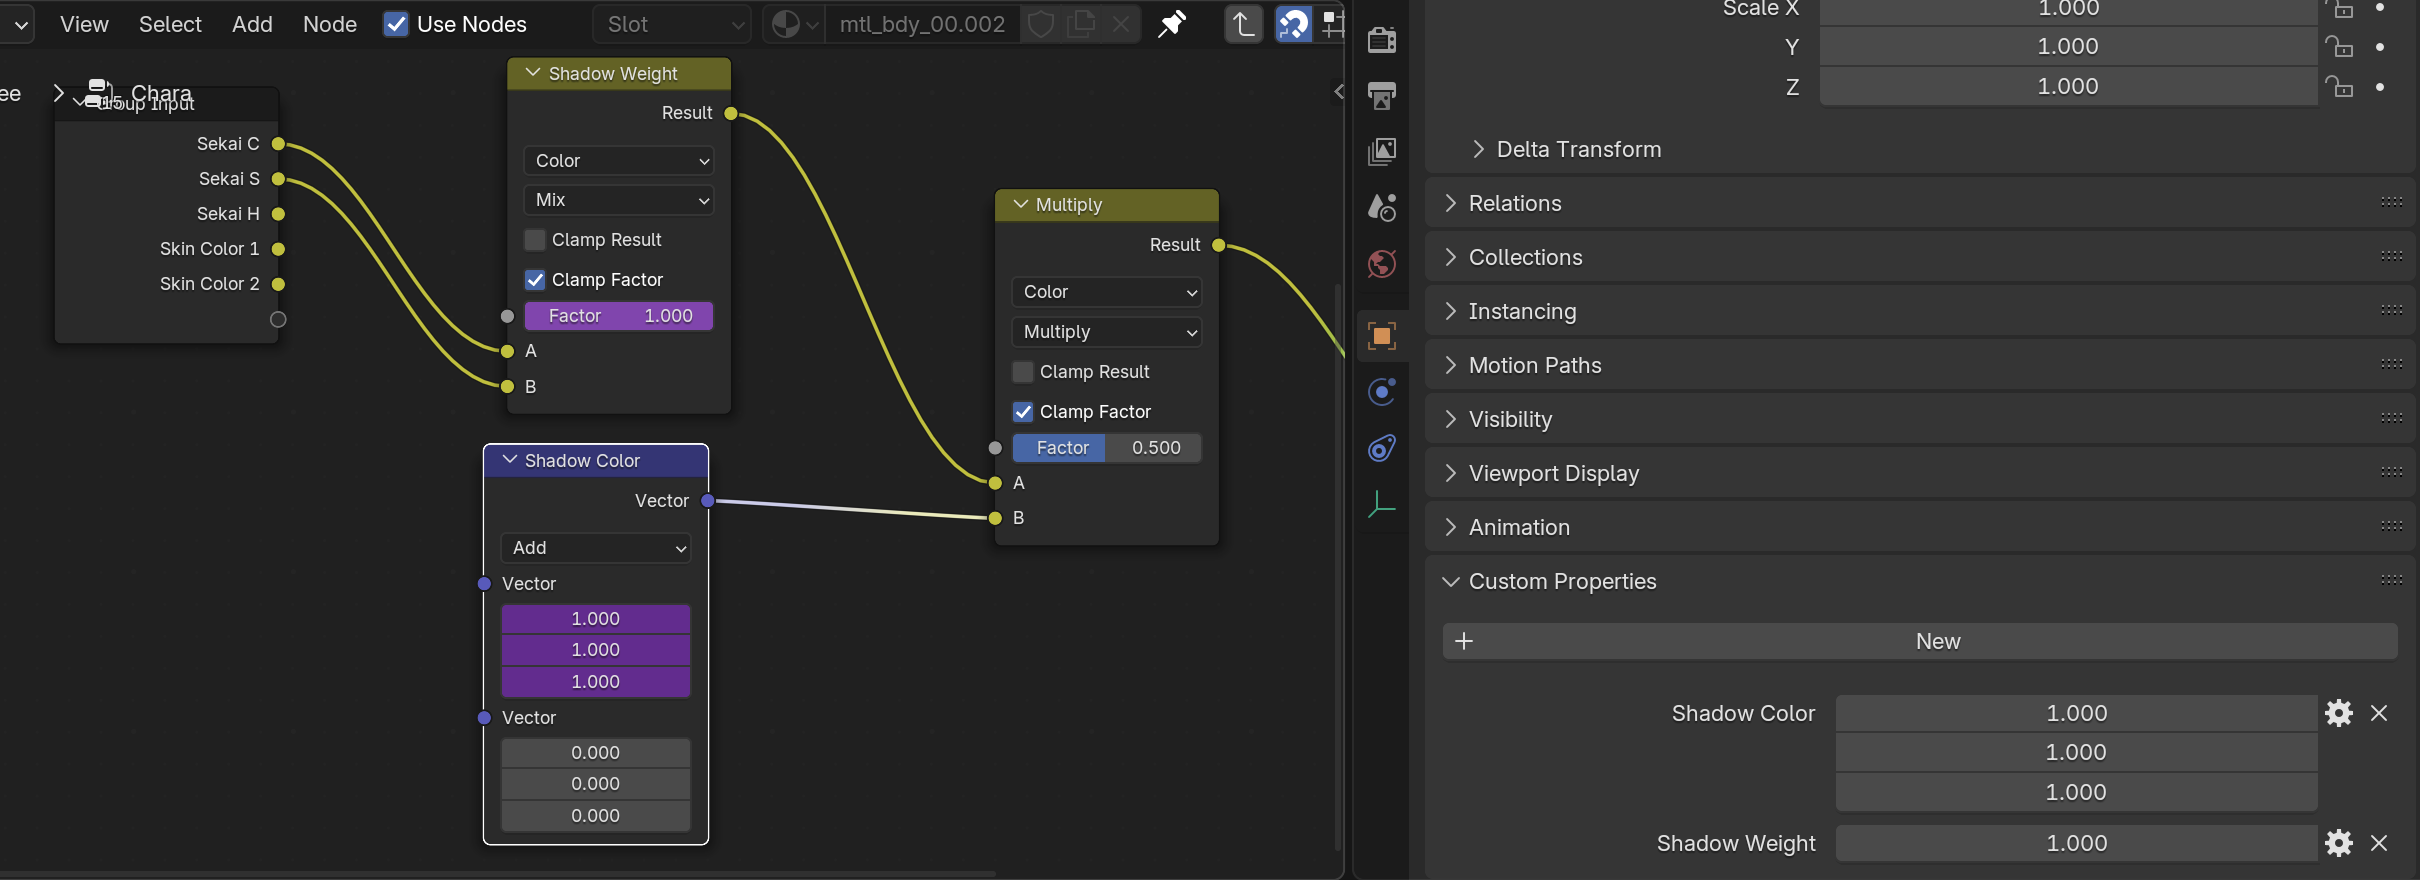 View Select Add Node Use Nodes Slot mtl_bdy_00.002
ee Chara
Group Input
Sekai C
Sekai S
Sekai H
Skin Color 1
Skin Color 2
Shadow Weight
Result
Color
Mix
Clamp Result
Clamp Factor
Factor 1.000
A
B
Shadow Color
Vector
Add
Vector
1.000
1.000
1.000
Vector
0.000
0.000
0.000
Multiply
Result
Color
Multiply
Clamp Result
Clamp Factor
Factor 0.500
A
B
Scale X 1.000
Y 1.000
Z 1.000
Delta Transform
Relations
Collections
Instancing
Motion Paths
Visibility
Viewport Display
Animation
Custom Properties
New
Shadow Color 1.000
1.000
1.000
Shadow Weight 1.000